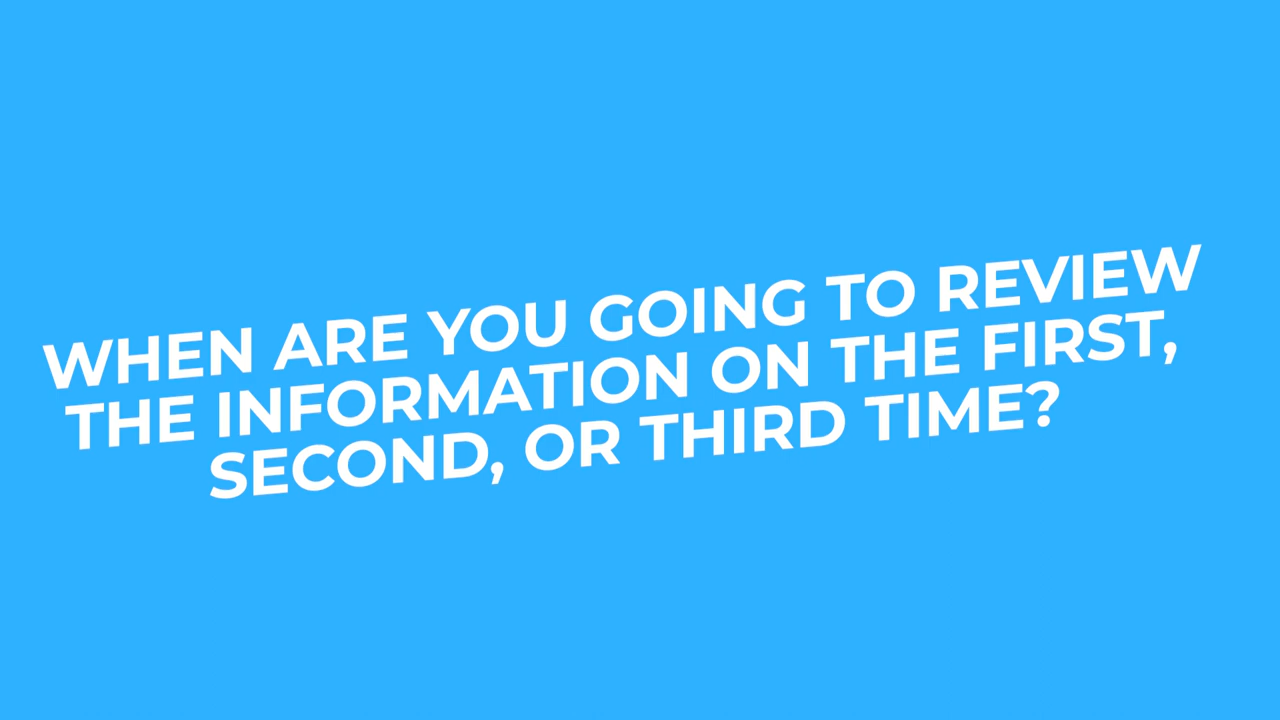 WHEN ARE YOU GOING TO REVIEW
THE INFORMATION ON THE FIRST,
SECOND, OR THIRD TIME?